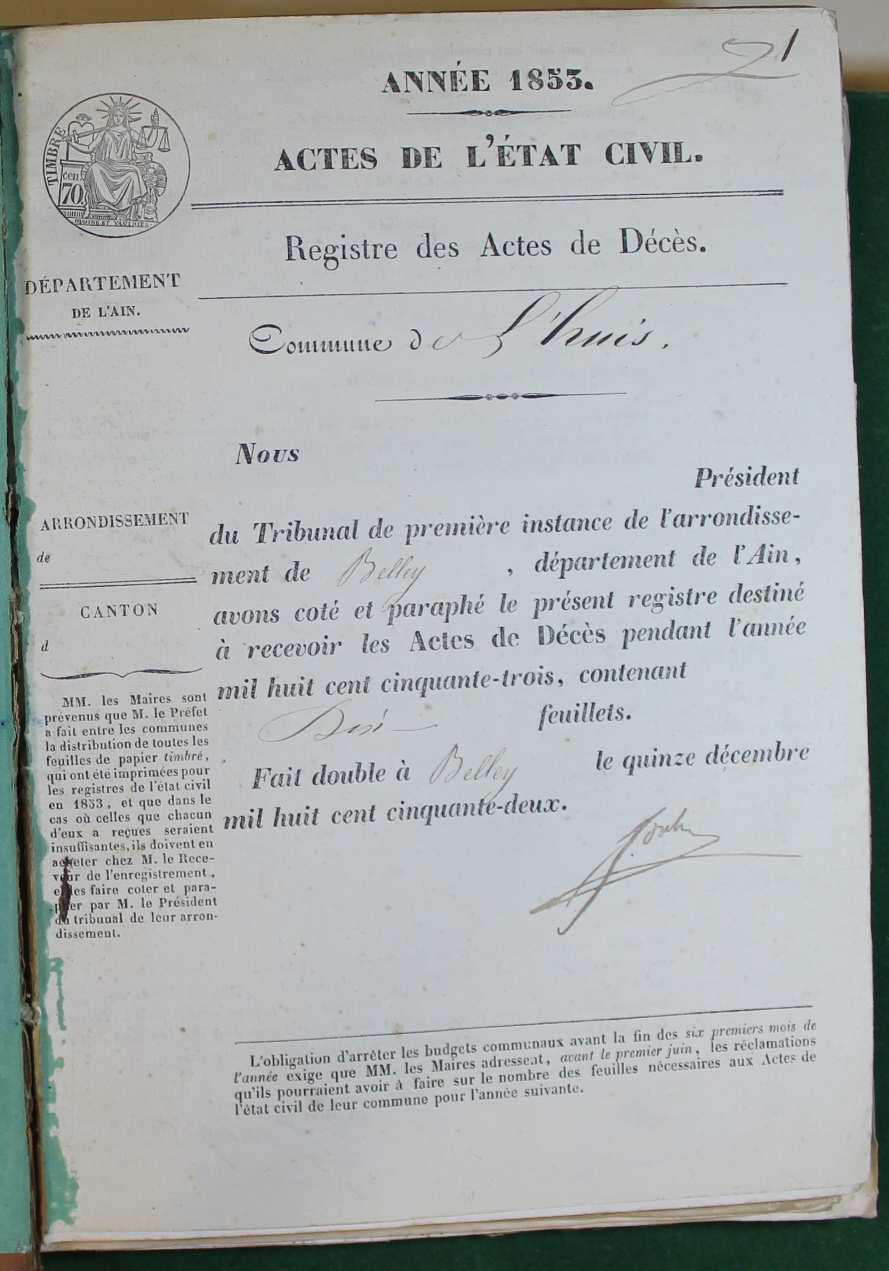 1
ANNÉE 1853.
ACTES DE L'ÉTAT CIVIL.
TIMBRE
cen.
70
Registre des Actes de Décès.
DÉPARTEMENT
DE L'AIN.
Commune de L'huis.
Nous
Président
du Tribunal de première instance de l'arrondisse-
ment de Belley, département de l'Ain,
avons coté et paraphé le présent registre destiné
à recevoir les Actes de Décès pendant l'année
mil huit cent cinquante-trois, contenant
Dix feuillets.
Fait double à Belley le quinze décembre
mil huit cent cinquante-deux.
ARRONDISSEMENT
de
CANTON
d
MM. les Maires sont
prévenus que M. le Préfet
a fait entre les communes
la distribution de toutes les
feuilles de papier timbré,
qui ont été imprimées pour
les registres de l'état civil
en 1853, et que dans le
cas où celles que chacun
d'eux a reçues seraient
insuffisantes, ils doivent en
acheter chez M. le Rece-
veur de l'enregistrement,
et les faire coter et para-
pher par M. le Président
du tribunal de leur arron-
dissement.
L'obligation d'arrêter les budgets communaux avant la fin des six premiers mois de
l'année exige que MM. les Maires adressent, avant le premier juin, les réclamations
qu'ils pourraient avoir à faire sur le nombre des feuilles nécessaires aux Actes de
l'état civil de leur commune pour l'année suivante.